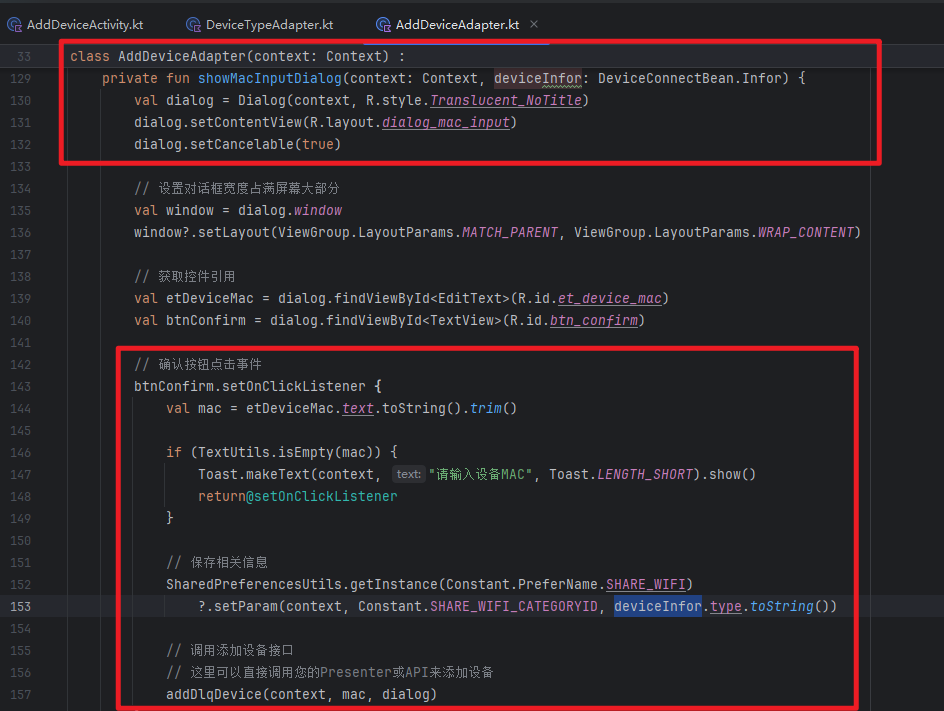 AddDeviceActivity.kt DeviceTypeAdapter.kt AddDeviceAdapter.kt ×
33 class AddDeviceAdapter(context: Context) :
129 private fun showMacInputDialog(context: Context, deviceInfor: DeviceConnectBean.Infor) {
130 val dialog = Dialog(context, R.style.Translucent_NoTitle)
131 dialog.setContentView(R.layout.dialog_mac_input)
132 dialog.setCancelable(true)
133
134 // 设置对话框宽度占满屏幕大部分
135 val window = dialog.window
136 window?.setLayout(ViewGroup.LayoutParams.MATCH_PARENT, ViewGroup.LayoutParams.WRAP_CONTENT)
137
138 // 获取控件引用
139 val etDeviceMac = dialog.findViewById<EditText>(R.id.et_device_mac)
140 val btnConfirm = dialog.findViewById<TextView>(R.id.btn_confirm)
141
142 // 确认按钮点击事件
143 btnConfirm.setOnClickListener {
144 val mac = etDeviceMac.text.toString().trim()
145
146 if (TextUtils.isEmpty(mac)) {
147 Toast.makeText(context, text: "请输入设备MAC", Toast.LENGTH_SHORT).show()
148 return@setOnClickListener
149 }
150
151 // 保存相关信息
152 SharedPreferencesUtils.getInstance(Constant.PreferName.SHARE_WIFI)
153 ?.setParam(context, Constant.SHARE_WIFI_CATEGORYID, deviceInfor.type.toString())
154
155 // 调用添加设备接口
156 // 这里可以直接调用您的Presenter或API来添加设备
157 addDlqDevice(context, mac, dialog)